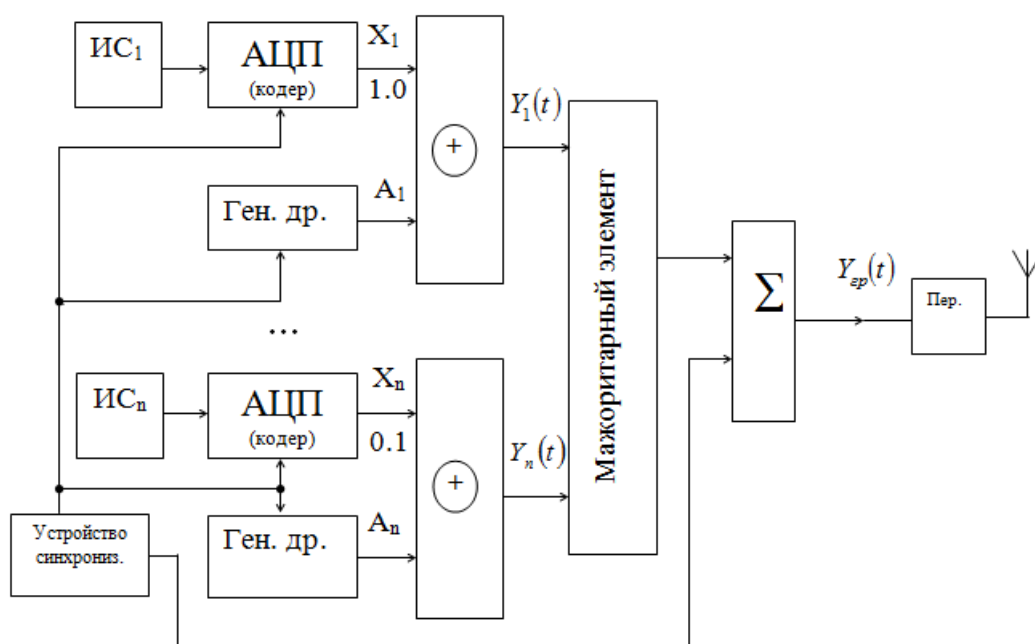 ИС₁
АЦП
(кодер)
X₁
1.0
+
Y₁(t)
Ген. др.
A₁
Мажоритарный элемент
Σ
Yгр(t)
Пер.
...
ИСₙ
АЦП
(кодер)
Xₙ
0.1
+
Yₙ(t)
Устройство
синхрониз.
Ген. др.
Aₙ